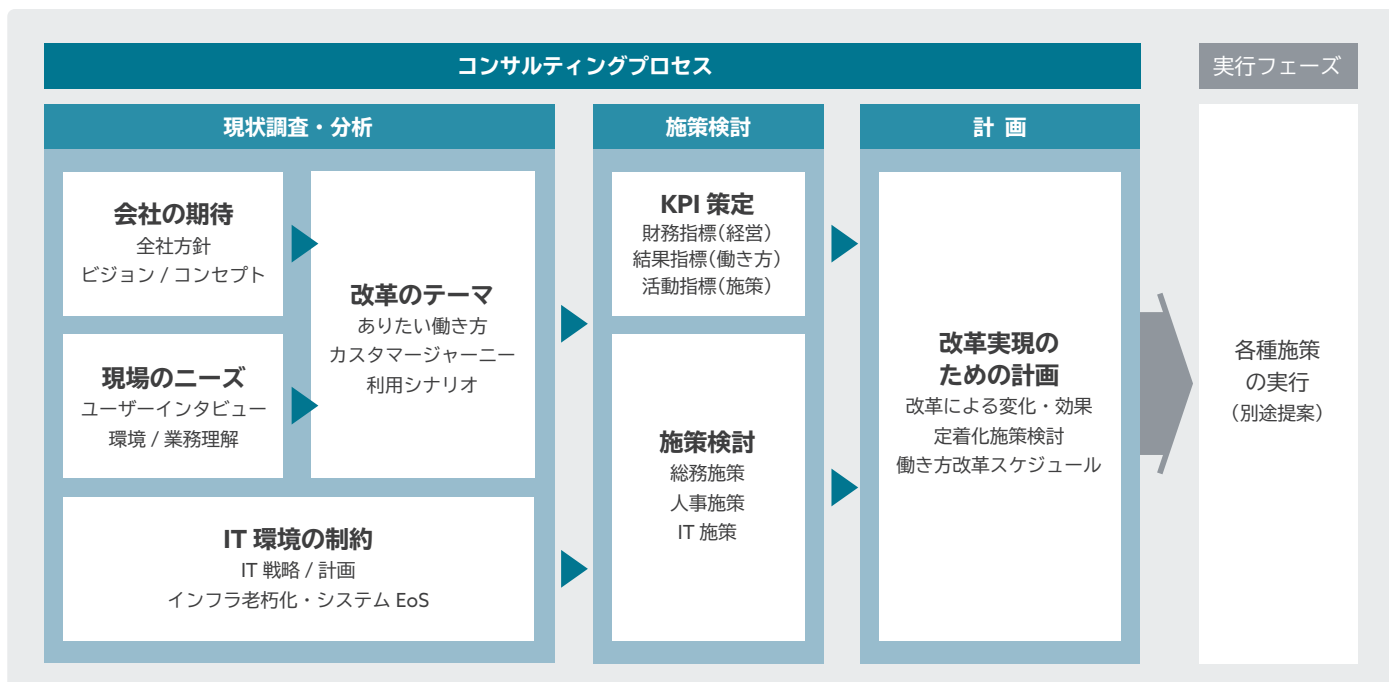 コンサルティングプロセス
実行フェーズ
現状調査・分析
施策検討
計 画
会社の期待
全社方針
ビジョン / コンセプト
現場のニーズ
ユーザーインタビュー
環境 / 業務理解
改革のテーマ
ありたい働き方
カスタマージャーニー
利用シナリオ
IT 環境の制約
IT 戦略 / 計画
インフラ老朽化・システム EoS
KPI 策定
財務指標(経営)
結果指標(働き方)
活動指標(施策)
施策検討
総務施策
人事施策
IT 施策
改革実現の
ための計画
改革による変化・効果
定着化施策検討
働き方改革スケジュール
各種施策
の実行
(別途提案)